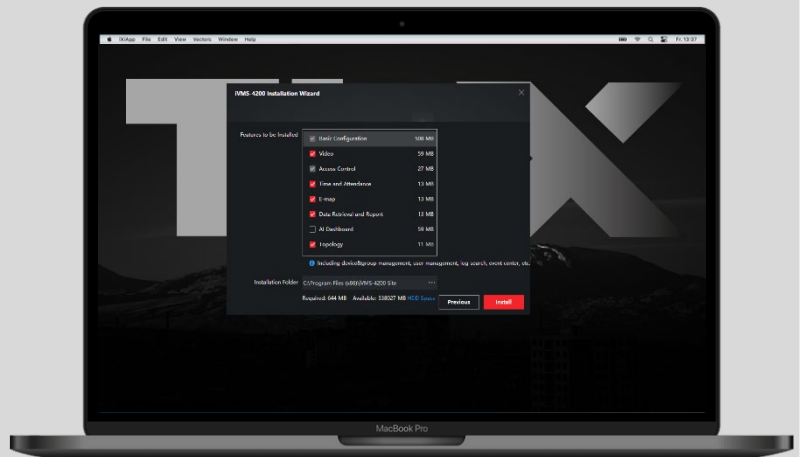 iXiApp File Edit View Vectors Window Help
Fr. 13:37
iVMS-4200 Installation Wizard
Features to be Installed
Basic Configuration 508 MB
Video 59 MB
Access Control 27 MB
Time and Attendance 13 MB
E-map 13 MB
Data Retrieval and Report 13 MB
AI Dashboard 59 MB
Topology 11 MB
Including device&group management, user management, log search, event center, etc.
Installation Folder C:\Program Files (x86)\iVMS-4200 Site ...
Required: 644 MB Available: 538027 MB HDD Space
Previous Install
MacBook Pro